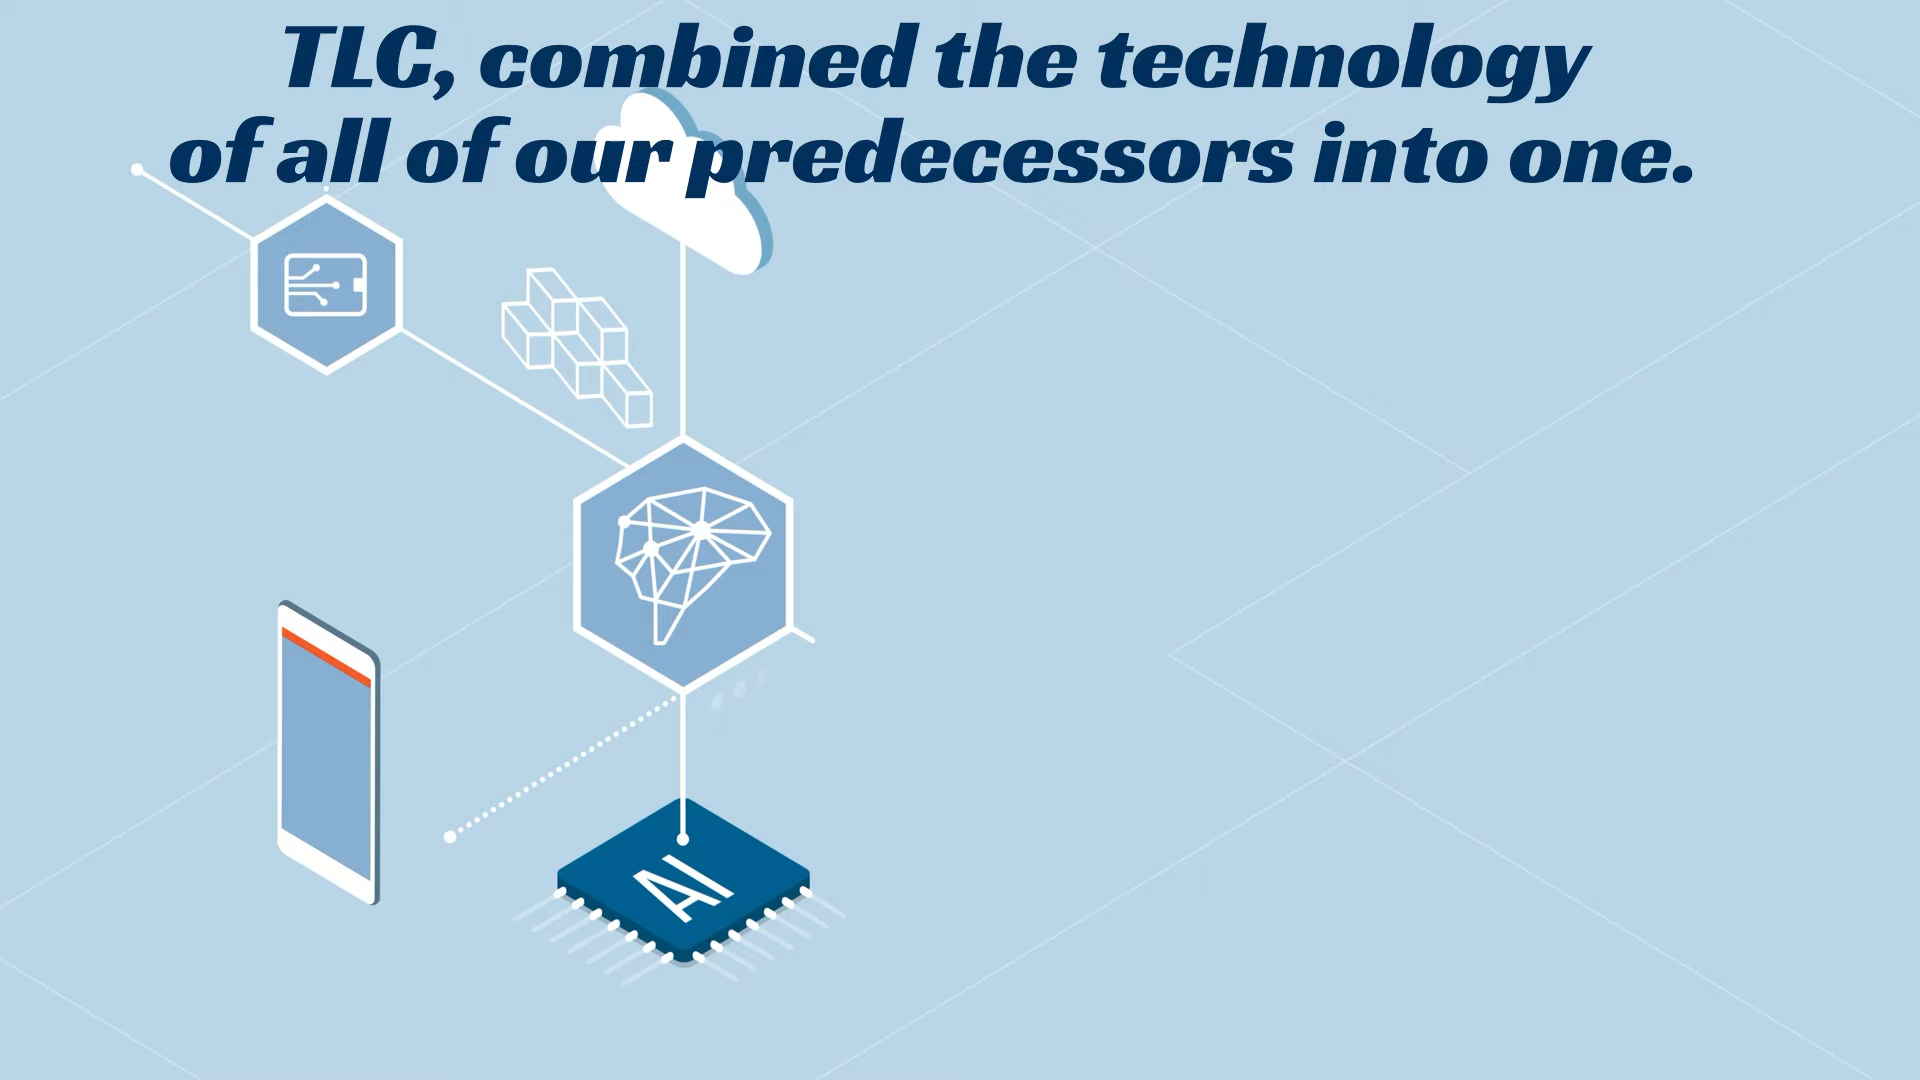 TLC, combined the technology
of all of our predecessors into one.
AI